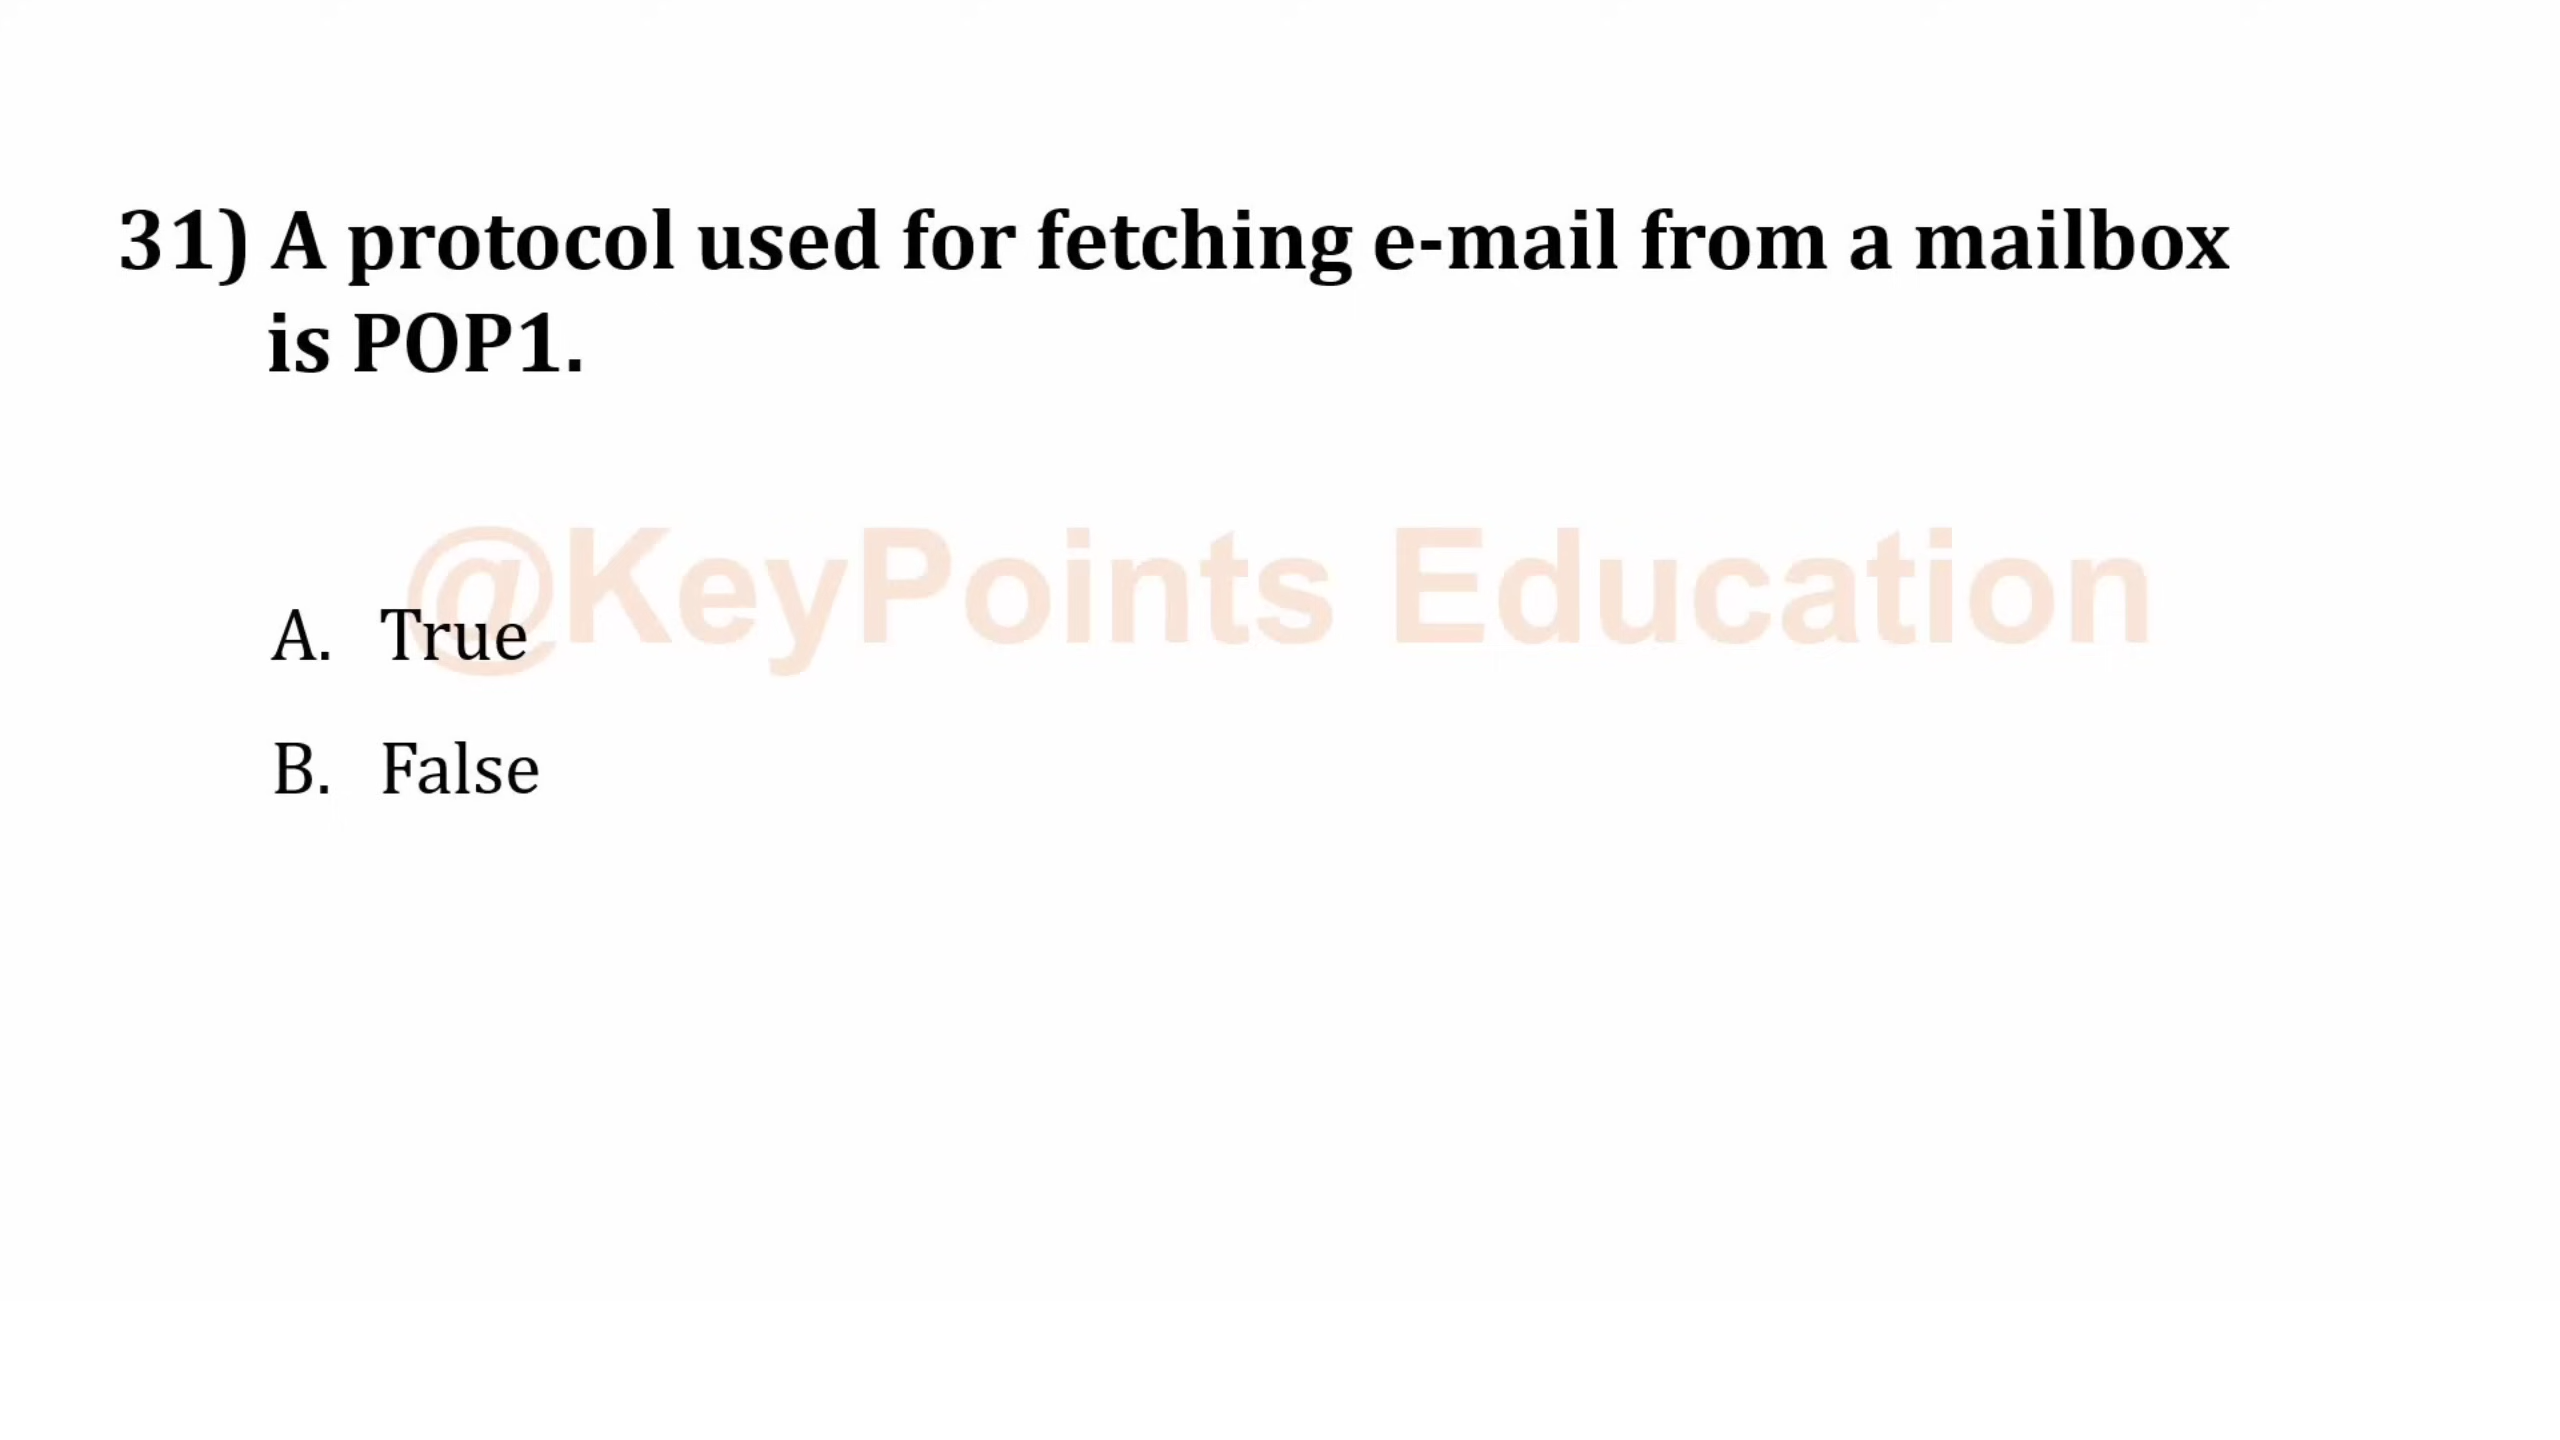 31) A protocol used for fetching e-mail from a mailbox
is POP1.
@KeyPoints Education
A. True
B. False